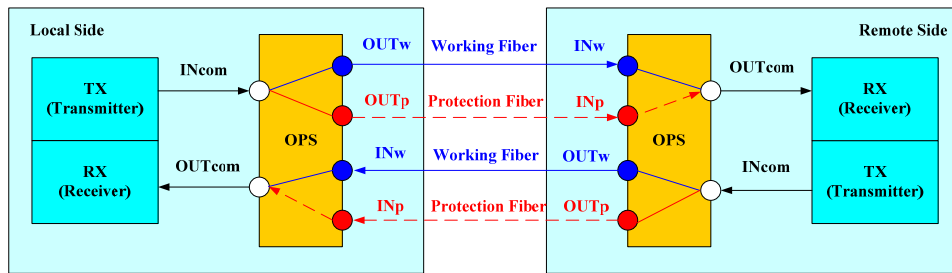 Local Side
Remote Side
OUTw Working Fiber INw
INcom
OUTcom
TX
(Transmitter)
RX
(Receiver)
OUTp Protection Fiber INp
OPS
OPS
INw Working Fiber OUTw
OUTcom
INcom
RX
(Receiver)
TX
(Transmitter)
INp Protection Fiber OUTp